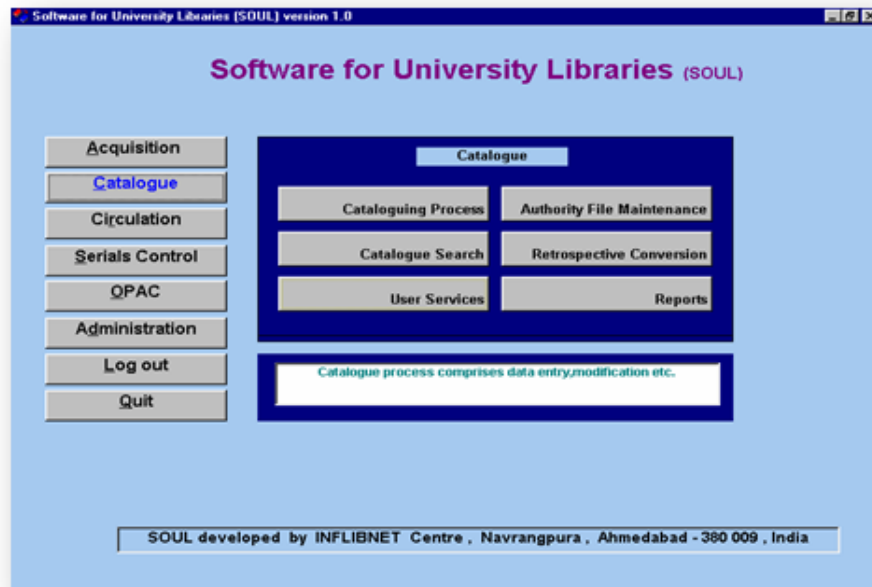 Software for University Libraries (SOUL) version 1.0
Software for University Libraries (SOUL)
Acquisition
Catalogue
Circulation
Serials Control
OPAC
Administration
Log out
Quit
Catalogue
Cataloguing Process
Authority File Maintenance
Catalogue Search
Retrospective Conversion
User Services
Reports
Catalogue process comprises data entry,modification etc.
SOUL developed by INFLIBNET Centre , Navrangpura , Ahmedabad - 380 009 , India